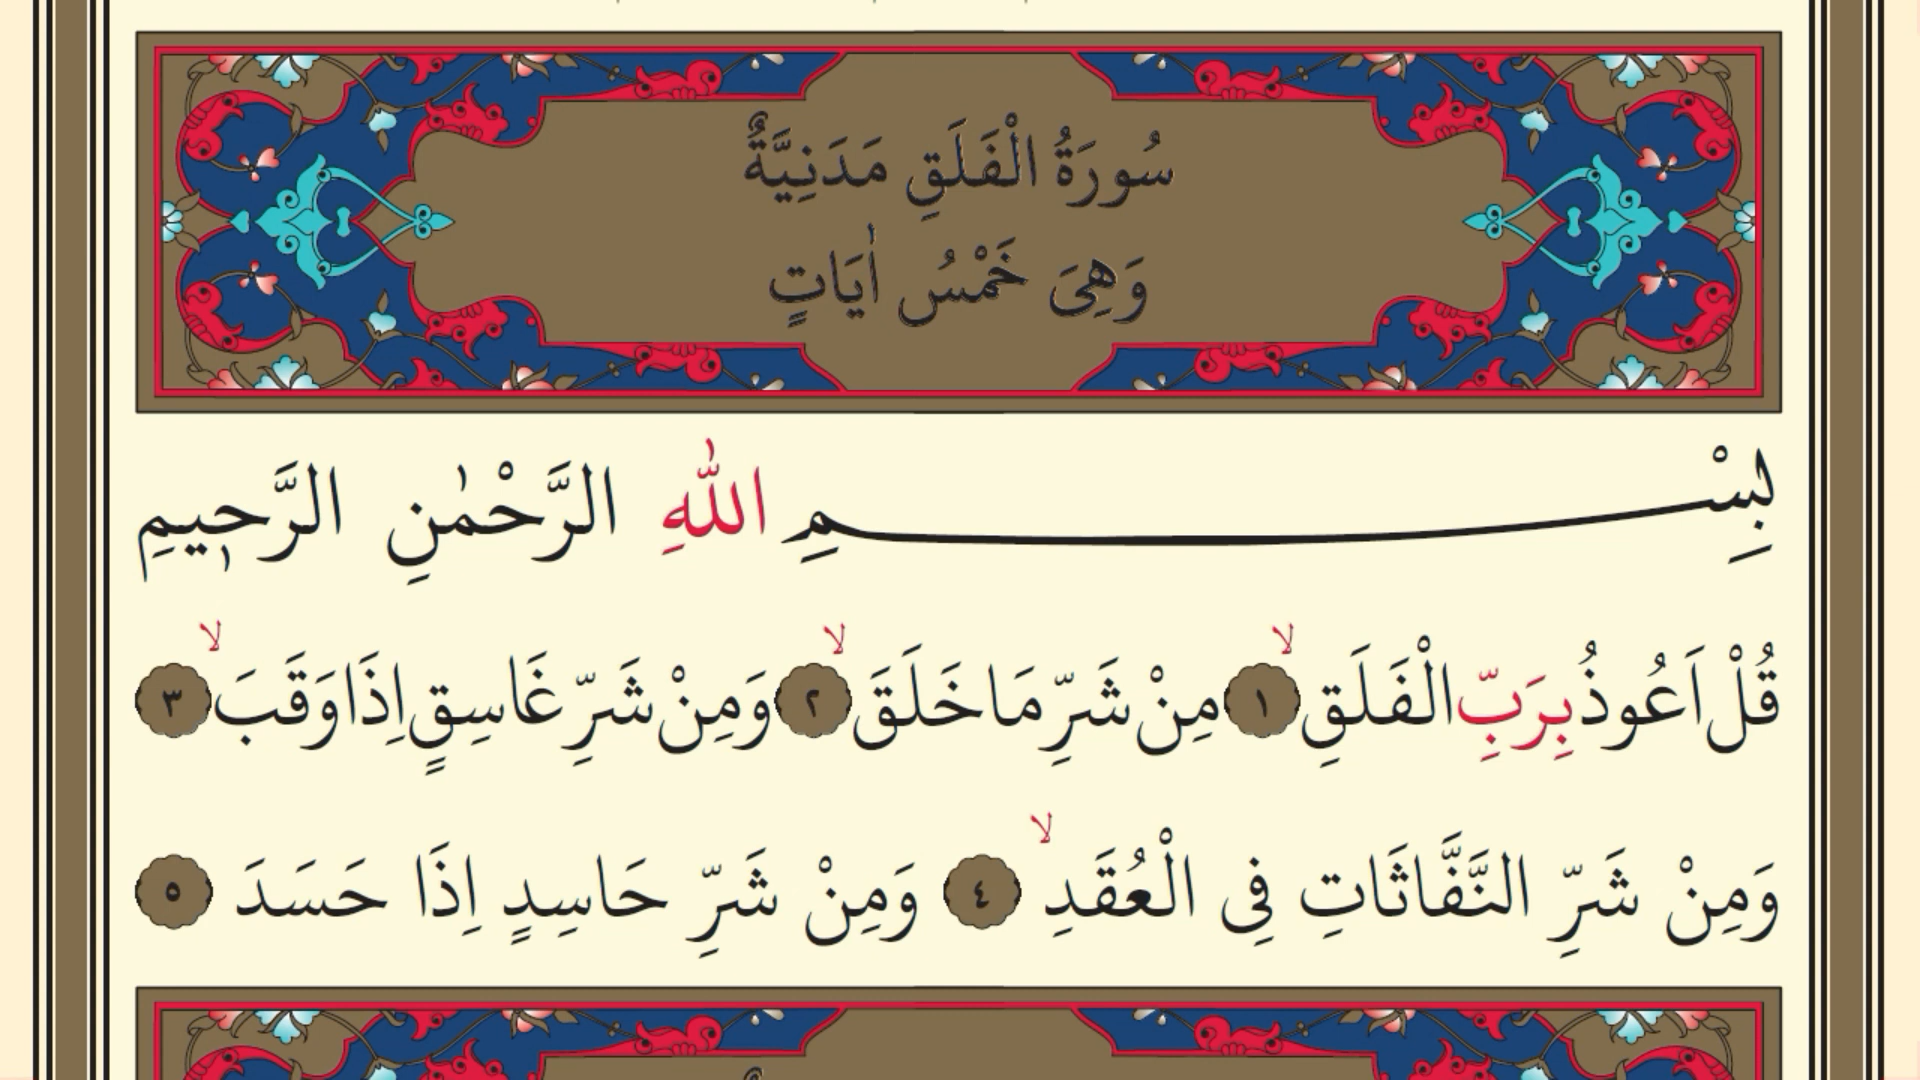 سُورَةُ الْفَلَقِ مَدَنِيَّةٌ
وَهِىَ خَمْسُ اٰيَاتٍ
بِسْمِ اللّٰهِ الرَّحْمٰنِ الرَّحٖيمِ
قُلْ اَعُوذُ بِرَبِّ الْفَلَقِۙ ١ مِنْ شَرِّ مَا خَلَقَۙ ٢ وَمِنْ شَرِّ غَاسِقٍ اِذَا وَقَبَۙ ٣
وَمِنْ شَرِّ النَّفَّاثَاتِ فِى الْعُقَدِۙ ٤ وَمِنْ شَرِّ حَاسِدٍ اِذَا حَسَدَ ٥